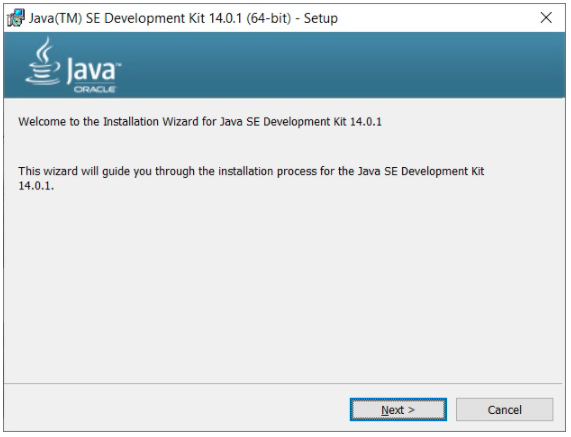 Java(TM) SE Development Kit 14.0.1 (64-bit) - Setup
Java™
ORACLE
Welcome to the Installation Wizard for Java SE Development Kit 14.0.1
This wizard will guide you through the installation process for the Java SE Development Kit
14.0.1.
Next >
Cancel